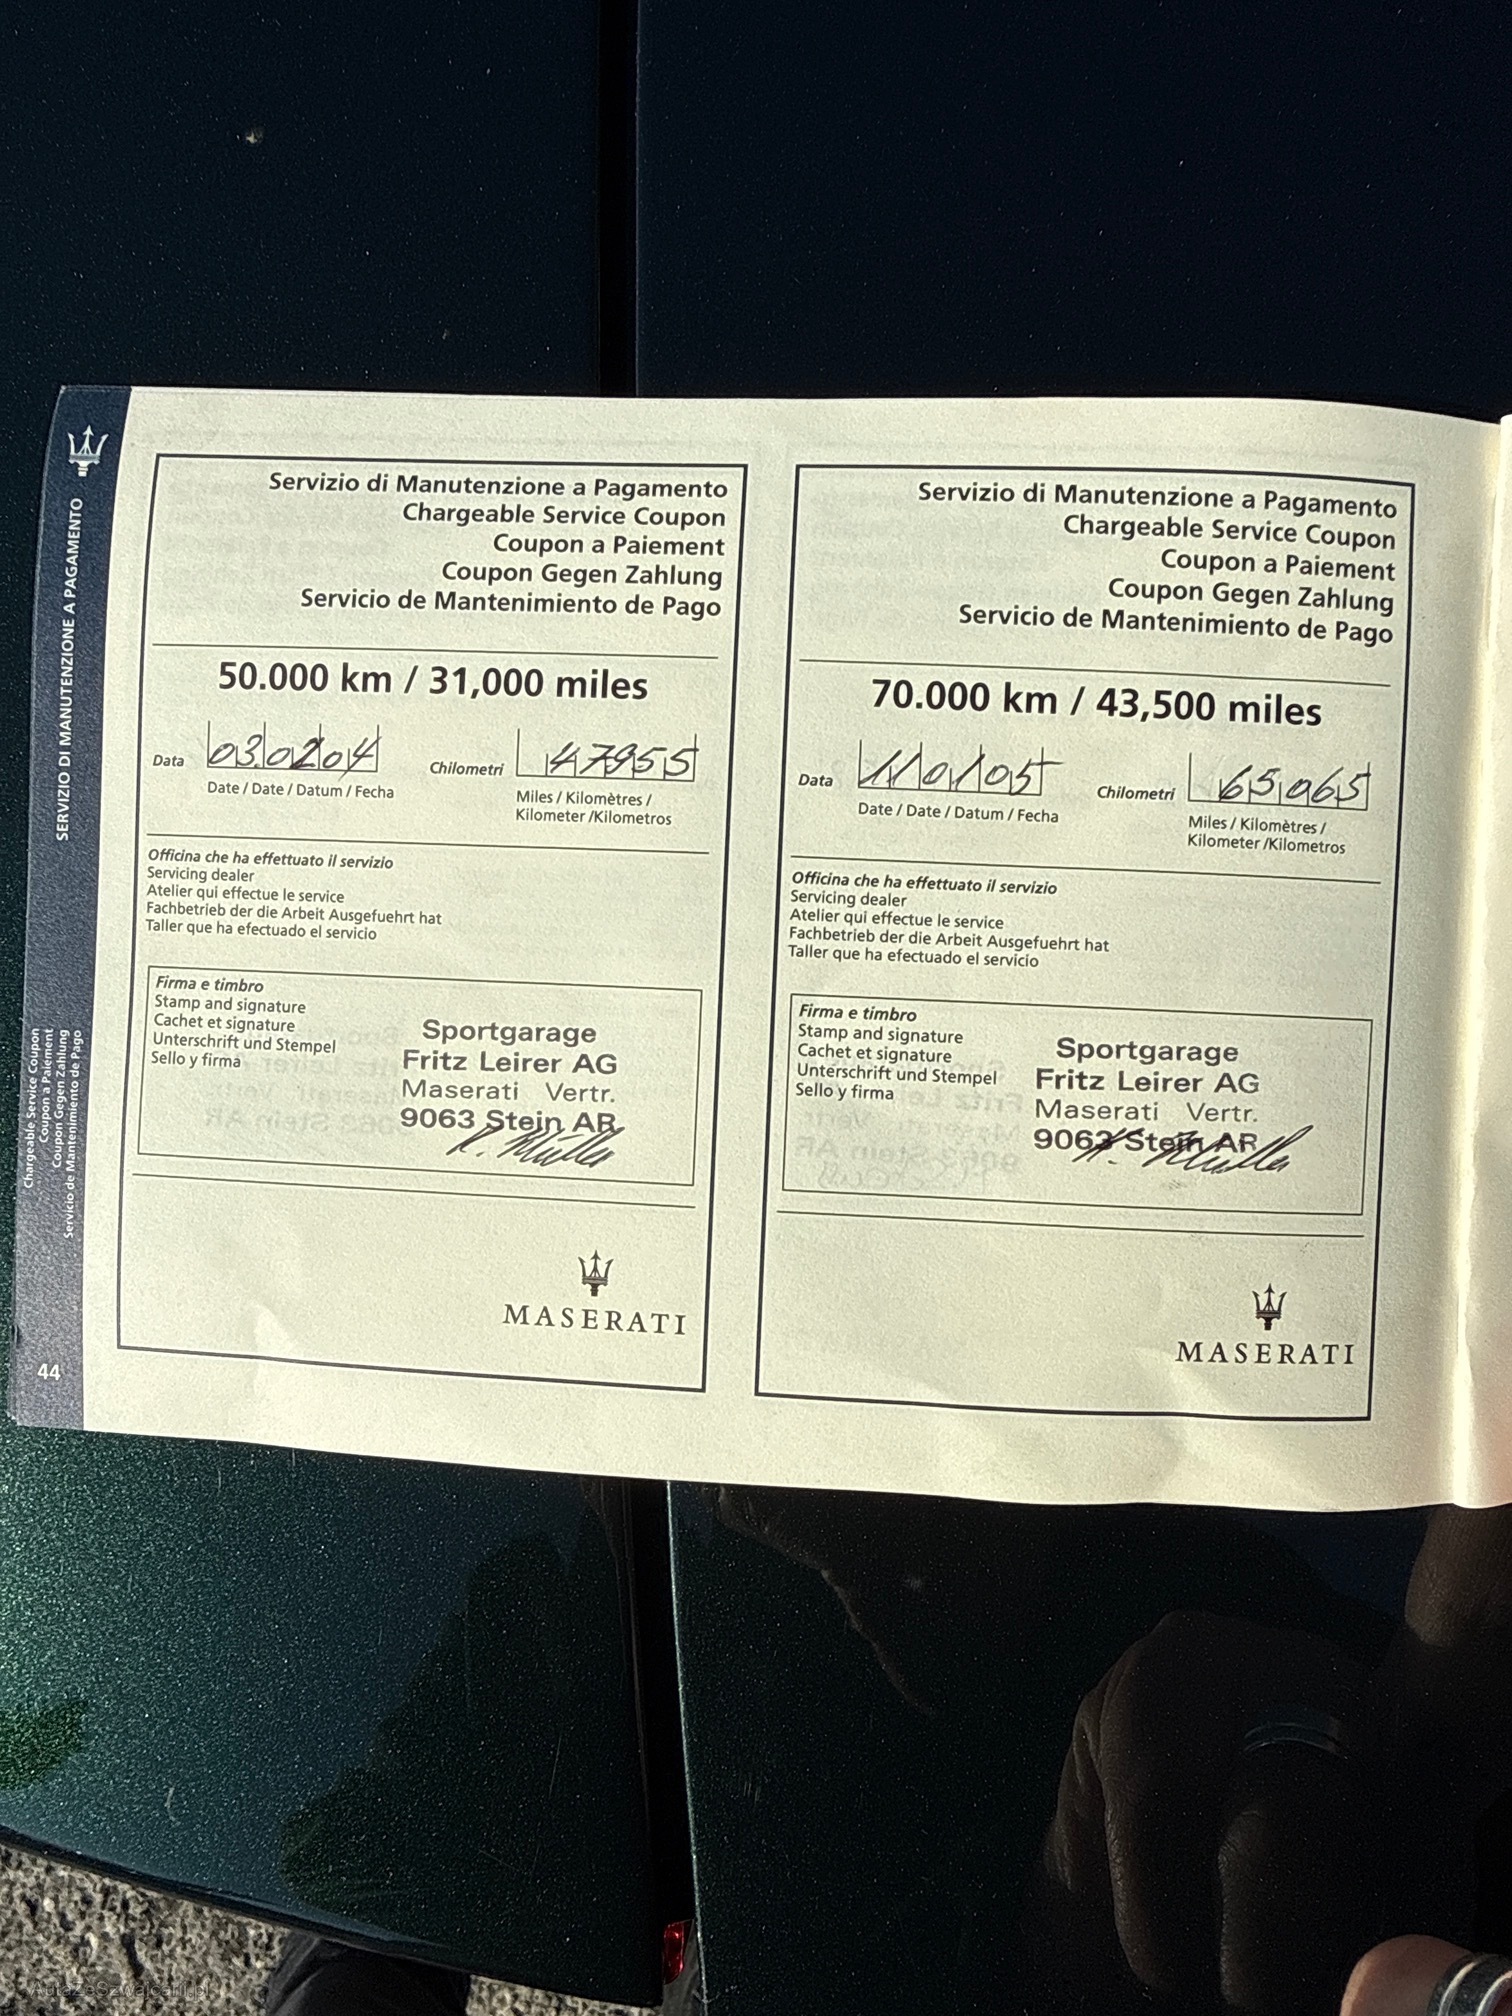 SERVIZIO DI MANUTENZIONE A PAGAMENTO
Chargeable Service Coupon
Coupon a Paiement
Coupon Gegen Zahlung
Servicio de Mantenimiento de Pago
44
Servizio di Manutenzione a Pagamento
Chargeable Service Coupon
Coupon a Paiement
Coupon Gegen Zahlung
Servicio de Mantenimiento de Pago
50.000 km / 31,000 miles
Data 030204 Chilometri 47955
Date / Date / Datum / Fecha
Miles / Kilomètres /
Kilometer /Kilometros
Officina che ha effettuato il servizio
Servicing dealer
Atelier qui effectue le service
Fachbetrieb der die Arbeit Ausgefuehrt hat
Taller que ha efectuado el servicio
Firma e timbro
Stamp and signature
Cachet et signature
Unterschrift und Stempel
Sello y firma
Sportgarage
Fritz Leirer AG
Maserati Vertr.
9063 Stein AR
MASERATI
Servizio di Manutenzione a Pagamento
Chargeable Service Coupon
Coupon a Paiement
Coupon Gegen Zahlung
Servicio de Mantenimiento de Pago
70.000 km / 43,500 miles
Data 110105 Chilometri 65065
Date / Date / Datum / Fecha
Miles / Kilomètres /
Kilometer /Kilometros
Officina che ha effettuato il servizio
Servicing dealer
Atelier qui effectue le service
Fachbetrieb der die Arbeit Ausgefuehrt hat
Taller que ha efectuado el servicio
Firma e timbro
Stamp and signature
Cachet et signature
Unterschrift und Stempel
Sello y firma
Sportgarage
Fritz Leirer AG
Maserati Vertr.
9063 Stein AR
MASERATI
AutaZeSzwajcarii.pl